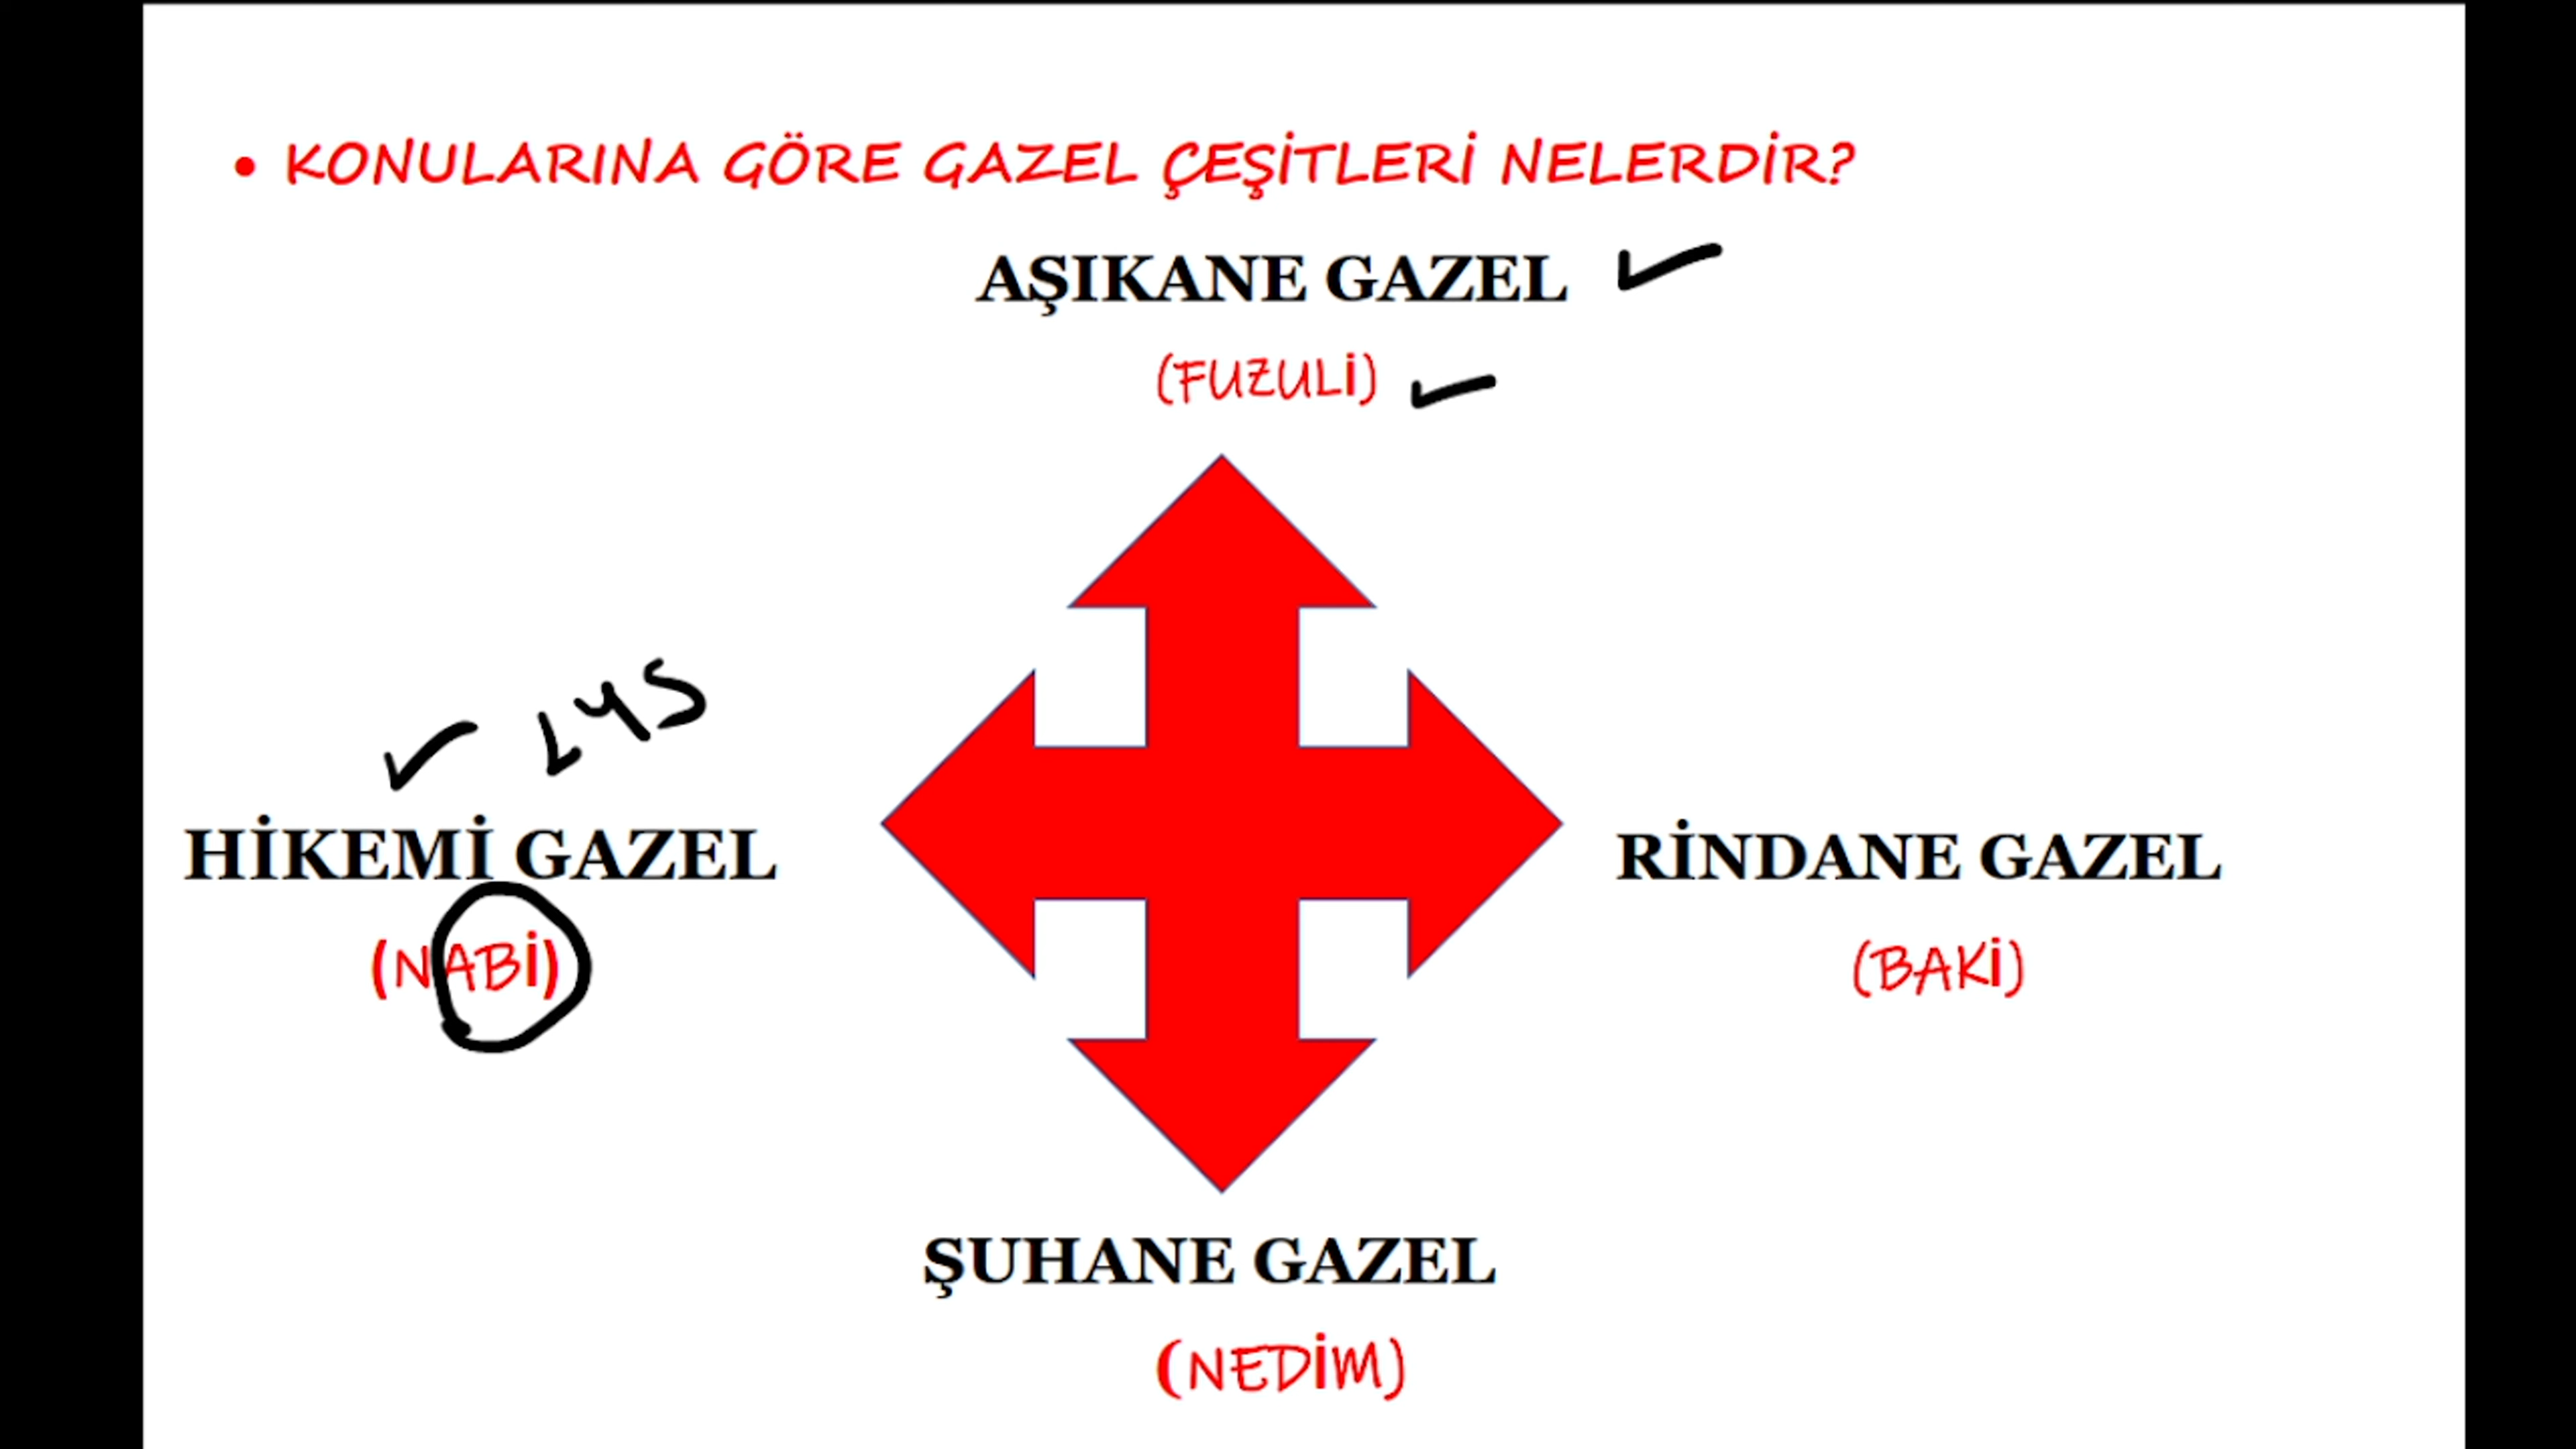 • KONULARINA GÖRE GAZEL ÇEŞİTLERİ NELERDİR?
AŞIKANE GAZEL
(FUZULİ)
LYS
HİKEMİ GAZEL
(NABİ)
RİNDANE GAZEL
(BAKİ)
ŞUHANE GAZEL
(NEDİM)